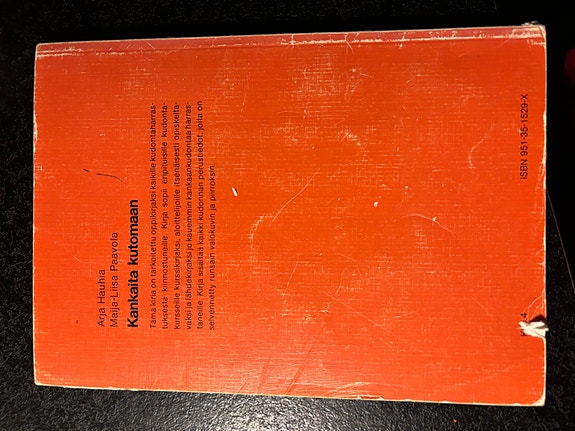 Arja Hauhia
Maija-Liisa Paavola
Kankaita kutomaan
Tämä kirja on tarkoitettu oppikirjaksi kaikille kudontaharras-
tuksesta kiinnostuneille. Kirja sopii eripituisille kudonta-
kursseille kurssikirjaksi, aloittelijoille itsenäisesti opiskelta-
vaksi ja lähdekirjaksi jo kauemmin kankaankudontaa harras-
taneille. Kirja sisältää kaikki kudonnan perustiedot, joita on
selvennetty runsain valokuvin ja piirroksin.
ISBN 951-35-1529-X